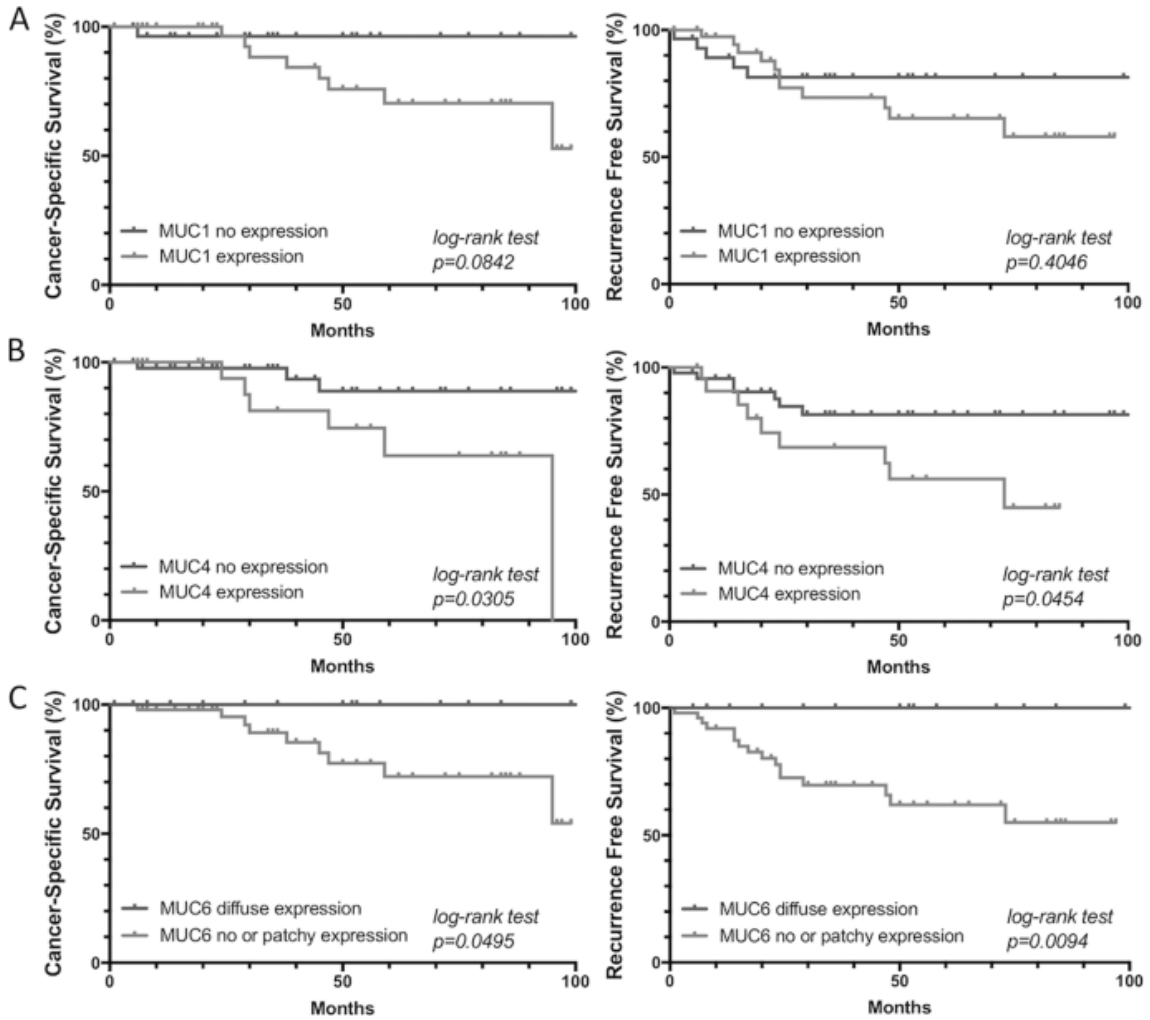 A
Cancer-Specific Survival (%)
100
50
0
MUC1 no expression
MUC1 expression
log-rank test
p=0.0842
0 50 100
Months
Recurrence Free Survival (%)
100
50
0
MUC1 no expression
MUC1 expression
log-rank test
p=0.4046
0 50 100
Months
B
Cancer-Specific Survival (%)
100
50
0
MUC4 no expression
MUC4 expression
log-rank test
p=0.0305
0 50 100
Months
Recurrence Free Survival (%)
100
50
0
MUC4 no expression
MUC4 expression
log-rank test
p=0.0454
0 50 100
Months
C
Cancer-Specific Survival (%)
100
50
0
MUC6 diffuse expression
MUC6 no or patchy expression
log-rank test
p=0.0495
0 50 100
Months
Recurrence Free Survival (%)
100
50
0
MUC6 diffuse expression
MUC6 no or patchy expression
log-rank test
p=0.0094
0 50 100
Months